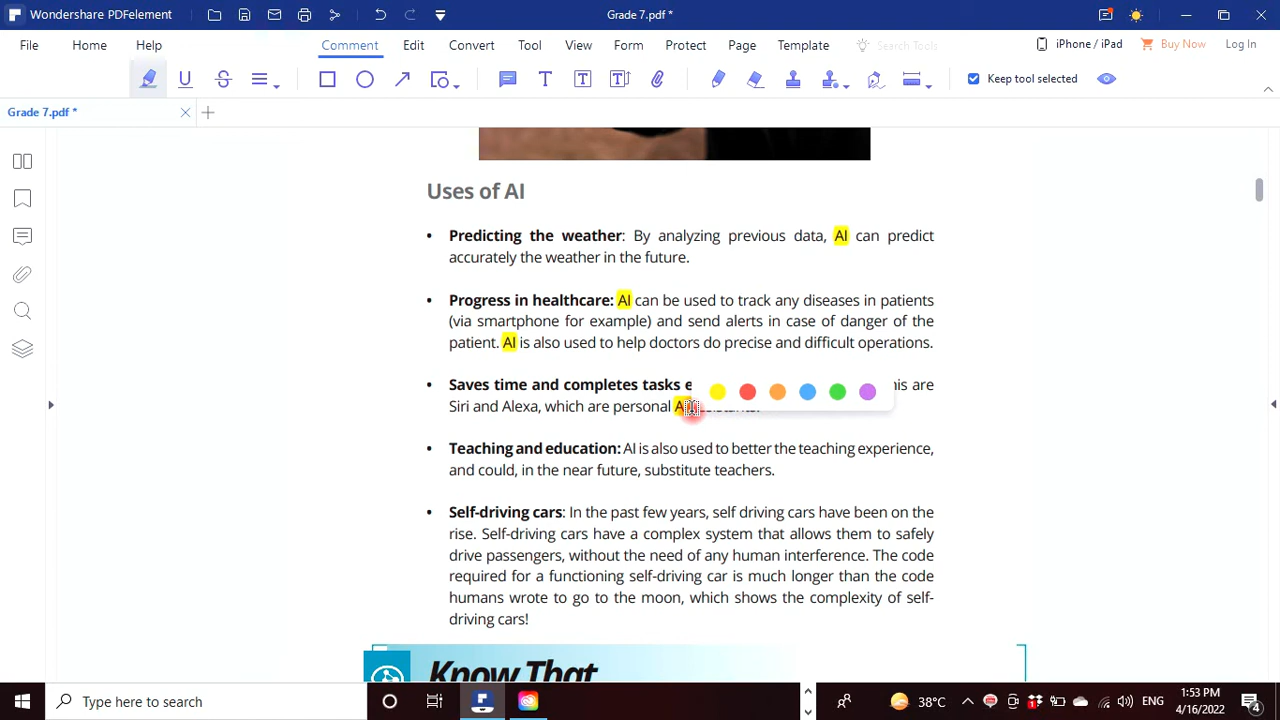 Wondershare PDFelement
Grade 7.pdf *
File Home Help Comment Edit Convert Tool View Form Protect Page Template Search Tools iPhone / iPad Buy Now Log In
Keep tool selected
Grade 7.pdf *
Uses of AI
• Predicting the weather: By analyzing previous data, AI can predict
accurately the weather in the future.
• Progress in healthcare: AI can be used to track any diseases in patients
(via smartphone for example) and send alerts in case of danger of the
patient. AI is also used to help doctors do precise and difficult operations.
• Saves time and completes tasks are
Siri and Alexa, which are personal
• Teaching and education: AI is also used to better the teaching experience,
and could, in the near future, substitute teachers.
• Self-driving cars: In the past few years, self driving cars have been on the
rise. Self-driving cars have a complex system that allows them to safely
drive passengers, without the need of any human interference. The code
required for a functioning self-driving car is much longer than the code
humans wrote to go to the moon, which shows the complexity of self-
driving cars!
Know That
Type here to search
38°C
ENG
1:53 PM
4/16/2022
4